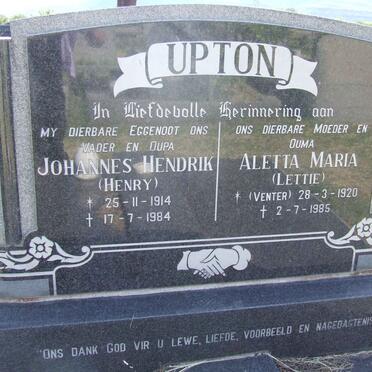 UPTON
In Liefdevolle Herinnering aan
MY DIERBARE EGGENOOT ONS
VADER EN OUPA
JOHANNES HENDRIK
(HENRY)
* 25-11-1914
† 17-7-1984
ONS DIERBARE MOEDER EN
OUMA
ALETTA MARIA
(LETTIE)
* (VENTER) 28-3-1920
† 2-7-1985
"ONS DANK GOD VIR U LEWE, LIEFDE, VOORBEELD EN NAGEDAGTENIS